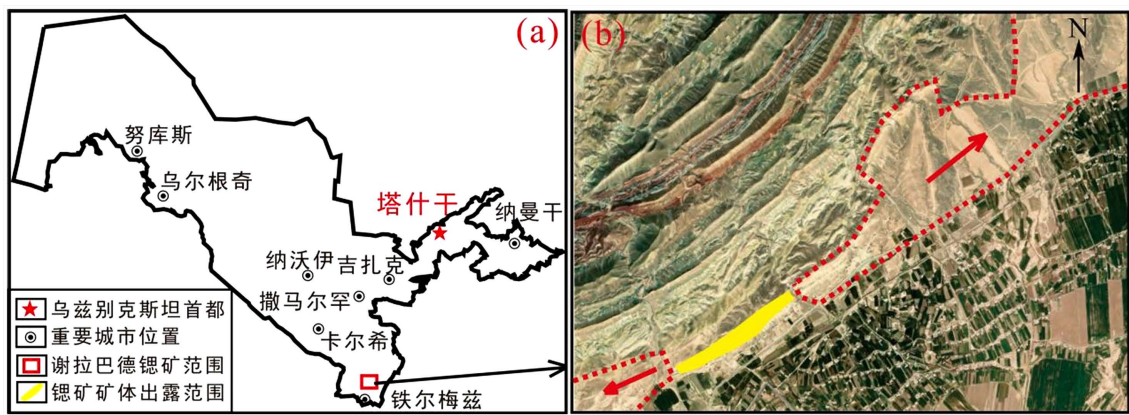 (a)
努库斯
乌尔根奇
塔什干
纳曼干
纳沃伊
吉扎克
撒马尔罕
卡尔希
铁尔梅兹
乌兹别克斯坦首都
重要城市位置
谢拉巴德锶矿范围
锶矿矿体出露范围
(b)
N